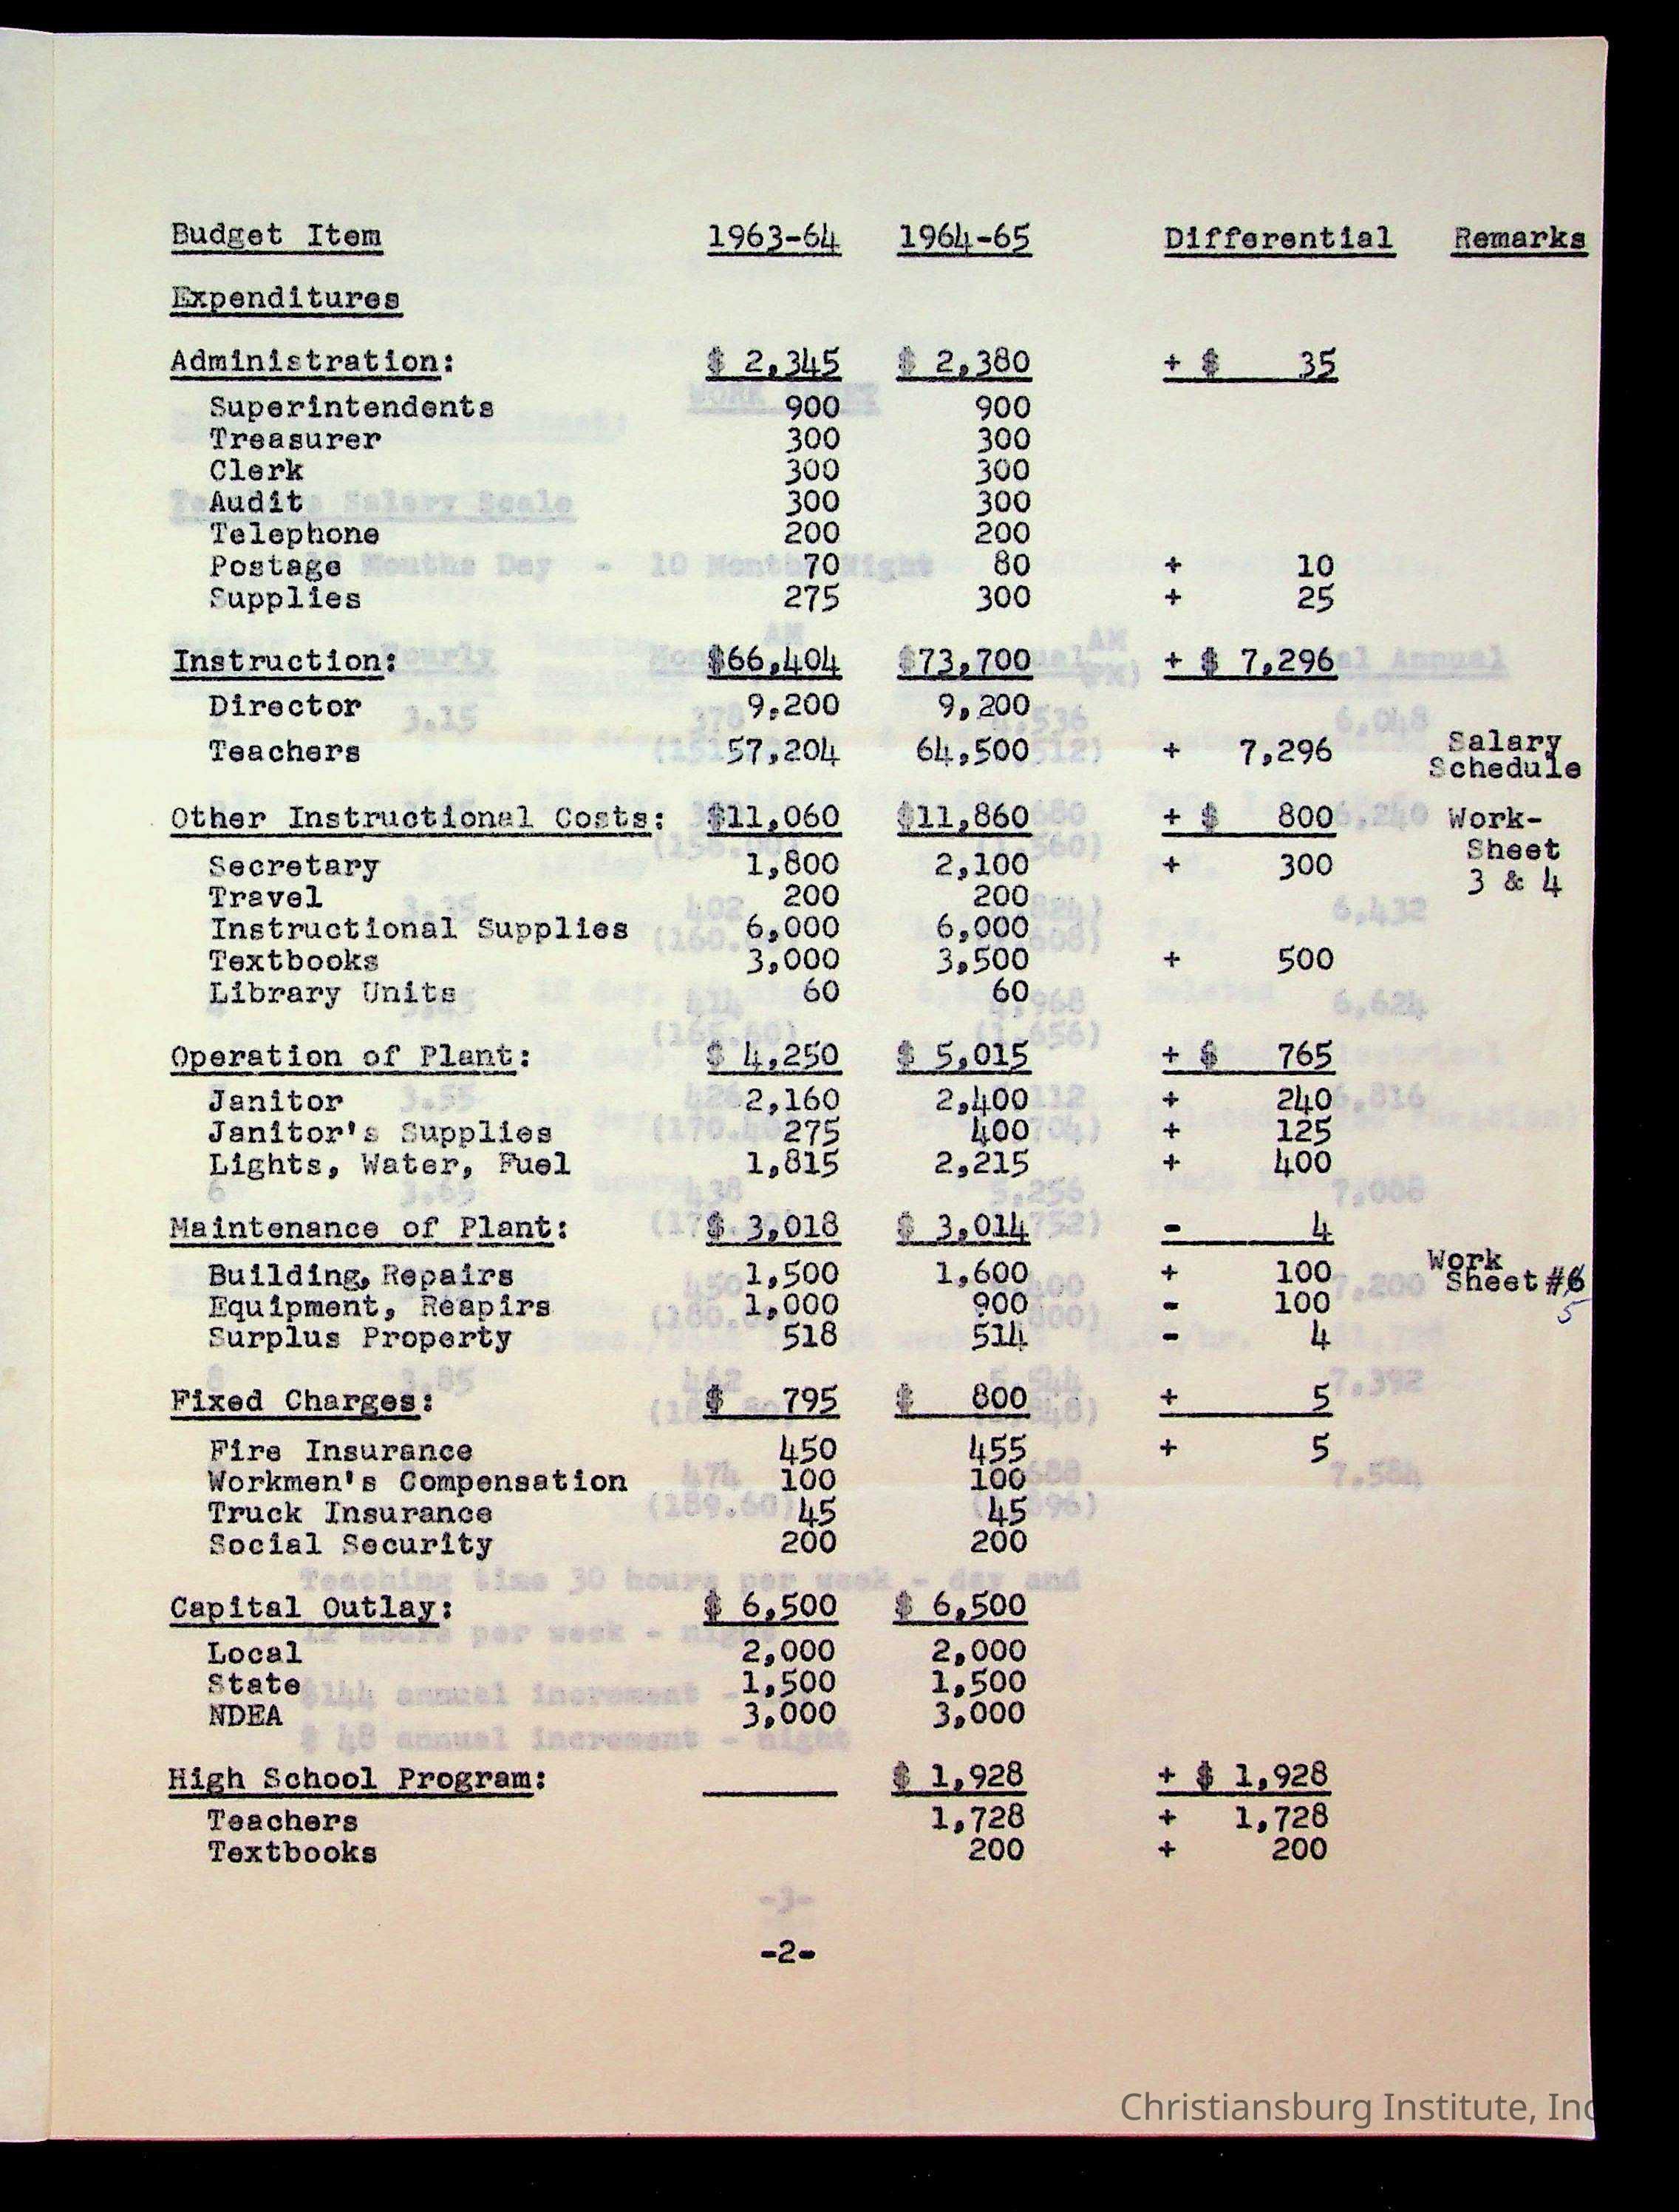 Budget Item 1963-64 1964-65 Differential Remarks
Expenditures
Administration: $ 2,345 $ 2,380 + $ 35
Superintendents 900 900
Treasurer 300 300
Clerk 300 300
Audit 300 300
Telephone 200 200
Postage 70 80 + 10
Supplies 275 300 + 25
Instruction: $66,404 $73,700 + $ 7,296
Director 9,200 9,200
Teachers 57,204 64,500 + 7,296 Salary
Schedule
Other Instructional Costs: $11,060 $11,860 + $ 800 Work-
Secretary 1,800 2,100 + 300 Sheet
Travel 200 200 3 & 4
Instructional Supplies 6,000 6,000
Textbooks 3,000 3,500 + 500
Library Units 60 60
Operation of Plant: $ 4,250 $ 5,015 + $ 765
Janitor 2,160 2,400 + 240
Janitor's Supplies 275 400 + 125
Lights, Water, Fuel 1,815 2,215 + 400
Maintenance of Plant: $ 3,018 $ 3,014 - 4
Building, Repairs 1,500 1,600 + 100 Work
Sheet #6
Equipment, Reapirs 1,000 900 - 100 5
Surplus Property 518 514 - 4
Fixed Charges: $ 795 $ 800 + 5
Fire Insurance 450 455 + 5
Workmen's Compensation 100 100
Truck Insurance 45 45
Social Security 200 200
Capital Outlay: $ 6,500 $ 6,500
Local 2,000 2,000
State 1,500 1,500
NDEA 3,000 3,000
High School Program: $ 1,928 + $ 1,928
Teachers 1,728 + 1,728
Textbooks 200 + 200
-3-
-2-
Christiansburg Institute, Inc